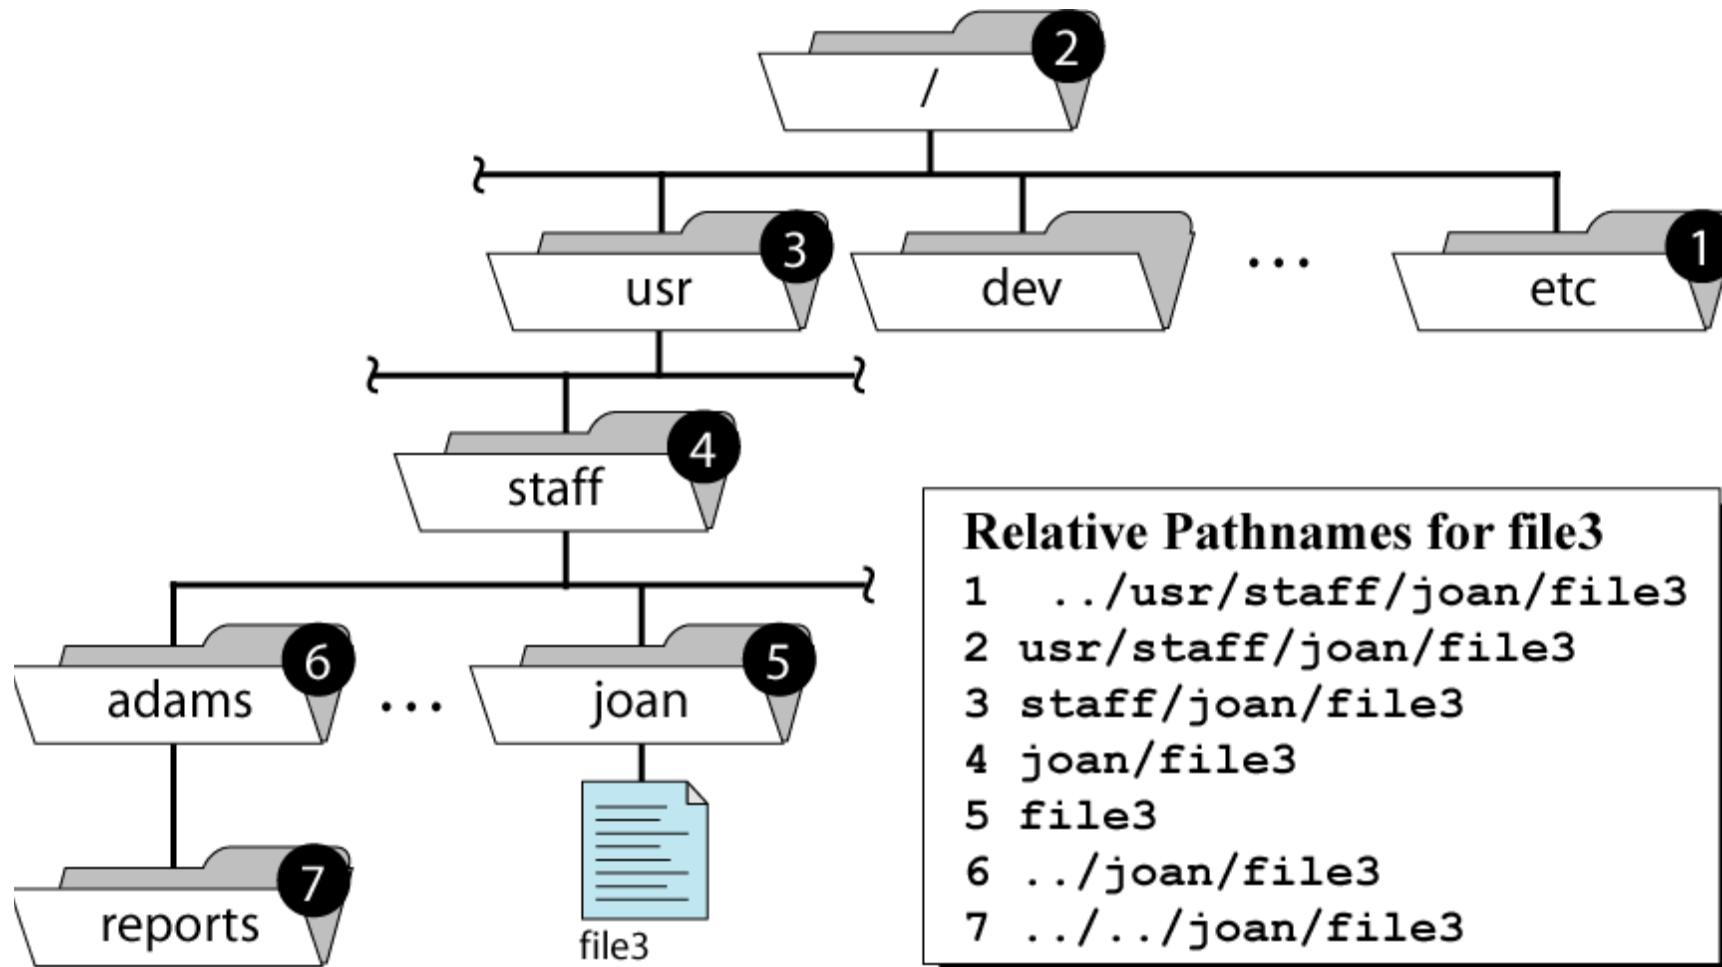 2
/
3
usr
dev
...
1
etc
4
staff
6
adams
...
5
joan
7
reports
file3
Relative Pathnames for file3
1 ../usr/staff/joan/file3
2 usr/staff/joan/file3
3 staff/joan/file3
4 joan/file3
5 file3
6 ../joan/file3
7 ../../joan/file3